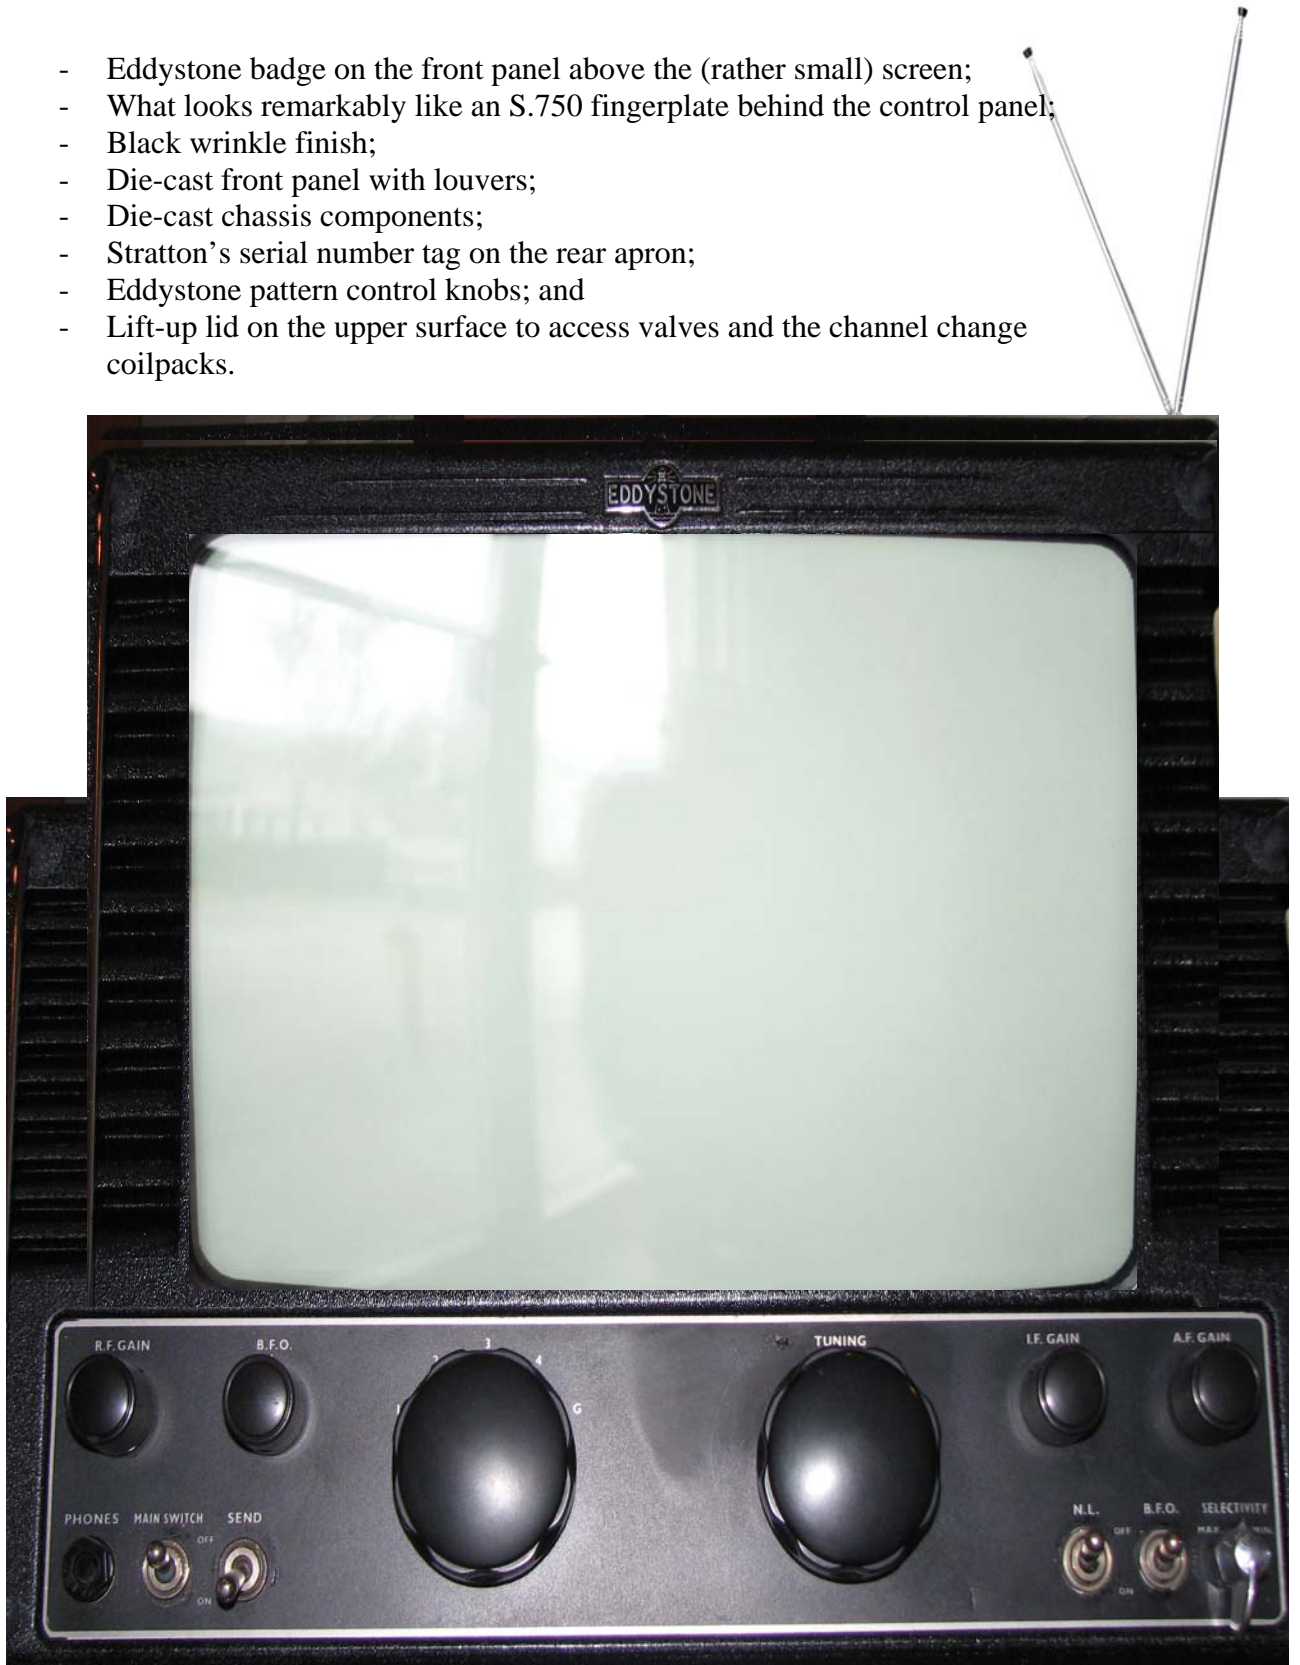 - Eddystone badge on the front panel above the (rather small) screen;
- What looks remarkably like an S.750 fingerplate behind the control panel;
- Black wrinkle finish;
- Die-cast front panel with louvers;
- Die-cast chassis components;
- Stratton’s serial number tag on the rear apron;
- Eddystone pattern control knobs; and
- Lift-up lid on the upper surface to access valves and the channel change
coilpacks.
EDDYSTONE
R.F. GAIN B.F.O. 1 2 3 4 G TUNING I.F. GAIN A.F. GAIN
PHONES MAIN SWITCH SEND N.L. B.F.O. SELECTIVITY
OFF OFF MAX. MIN.
ON ON